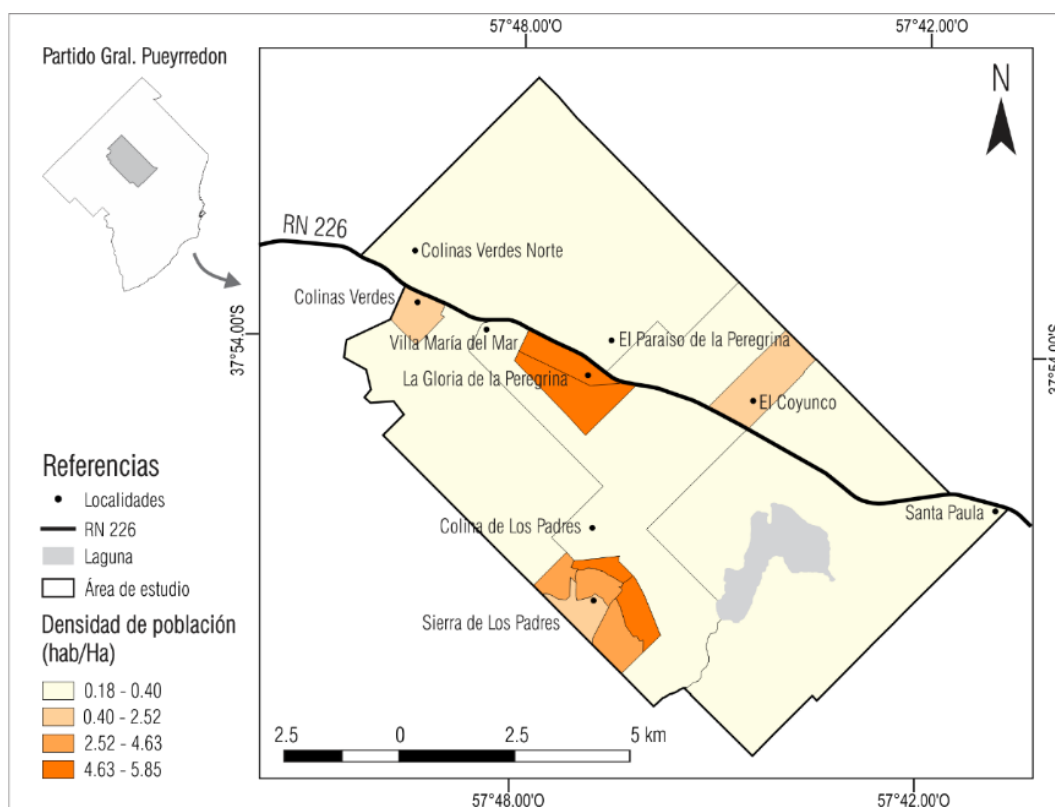 57°48.00'O
57°42.00'O
Partido Gral. Pueyrredon
N
RN 226
Colinas Verdes Norte
Colinas Verdes
37°54.00'S
Villa María del Mar
El Paraíso de la Peregrina
37°54.00'S
La Gloria de la Peregrina
El Coyunco
Referencias
Localidades
RN 226
Laguna
Área de estudio
Santa Paula
Colina de Los Padres
Sierra de Los Padres
Densidad de población
(hab/Ha)
0.18 - 0.40
0.40 - 2.52
2.52 - 4.63
4.63 - 5.85
2.5
0
2.5
5 km
57°48.00'O
57°42.00'O